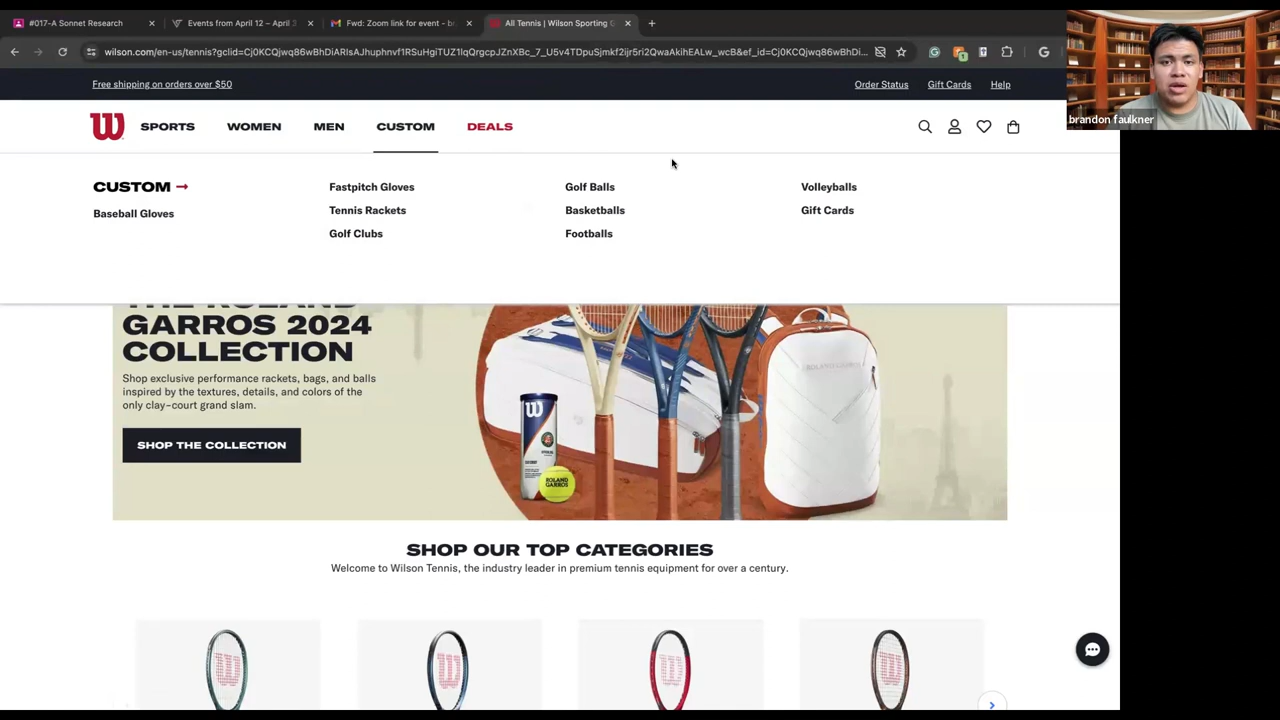 #017-A Sonnet Research
Events from April 12 – April 3
Fwd: Zoom link for event - br
All Tennis | Wilson Sporting G
wilson.com/en-us/tennis?gclid=Cj0KCQjwq86wBhDiARIsAJhuphnvf1RSuHgiTUZ1lqQrgcpJZnXBc_7_U5v4TDpuSjmkf2ijr5ri2QwaAkihEALw_wcB&ef_id=Cj0KCQjwq86wBhDi...
Free shipping on orders over $50
Order Status
Gift Cards
Help
brandon faulkner
W SPORTS WOMEN MEN CUSTOM DEALS
CUSTOM →
Baseball Gloves
Fastpitch Gloves
Tennis Rackets
Golf Clubs
Golf Balls
Basketballs
Footballs
Volleyballs
Gift Cards
GARROS 2024
COLLECTION
Shop exclusive performance rackets, bags, and balls
inspired by the textures, details, and colors of the
only clay-court grand slam.
SHOP THE COLLECTION
ROLAND GARROS
ROLAND
GARROS
SHOP OUR TOP CATEGORIES
Welcome to Wilson Tennis, the industry leader in premium tennis equipment for over a century.